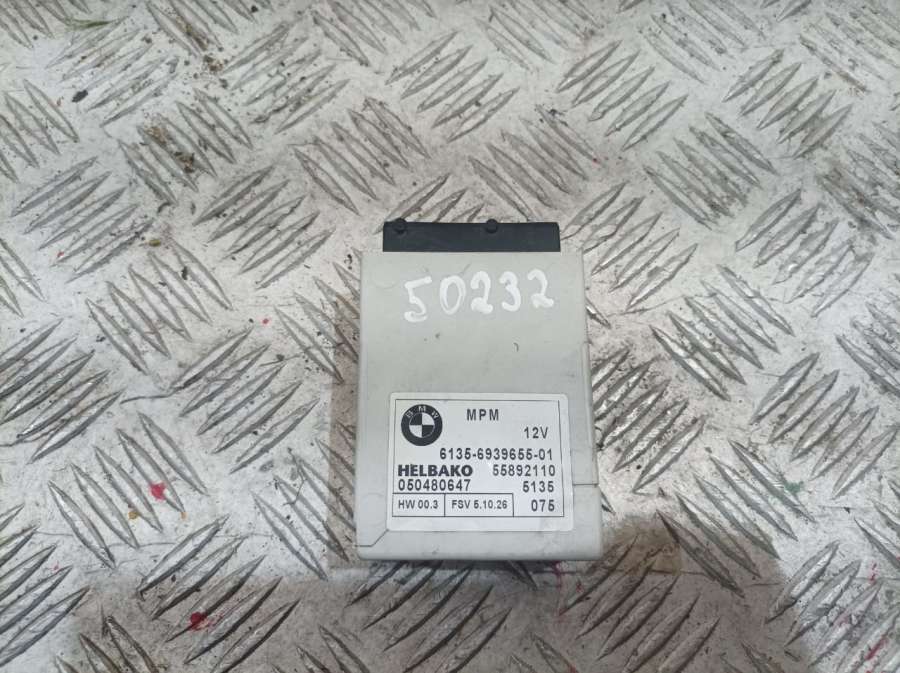 50232
BMW
MPM
12V
6135-6939655-01
HELBAKO 55892110
050480647 5135
HW 00.3 FSV 5.10.26 075